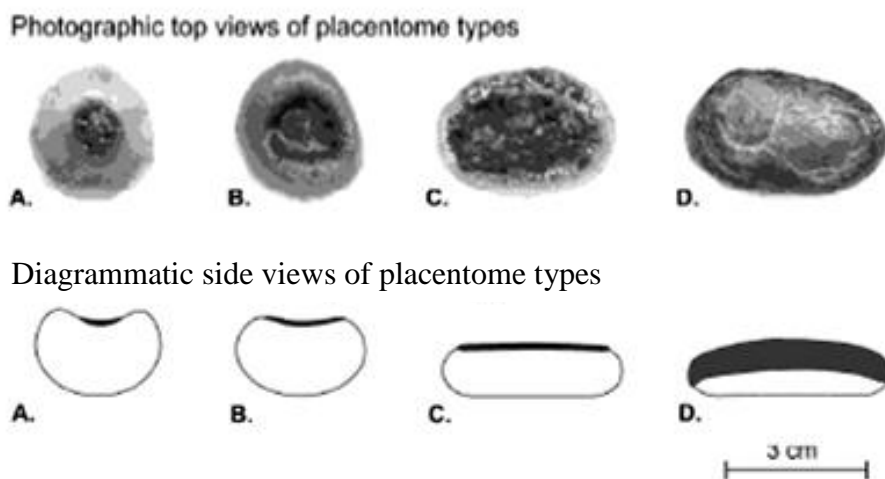 Photographic top views of placentome types
A. B. C. D.
Diagrammatic side views of placentome types
A. B. C. D.
3 cm